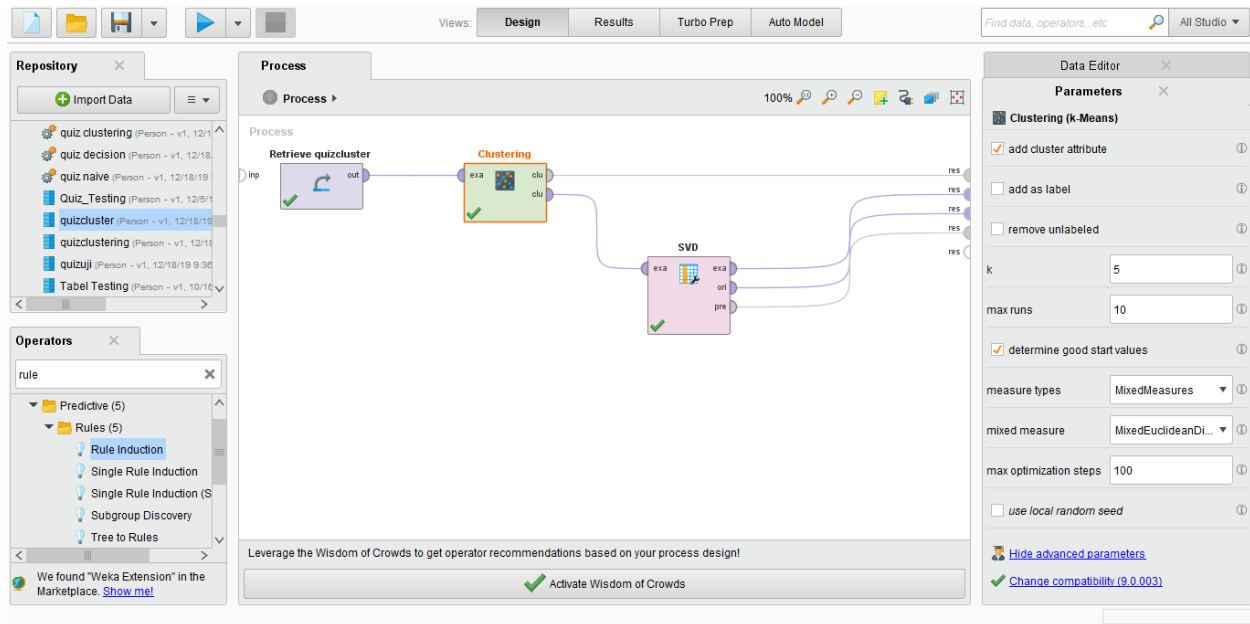 Views: Design Results Turbo Prep Auto Model Find data, operators...etc All Studio
Repository
Import Data
quiz clustering (Person - v1, 12/1
quiz decision (Person - v1, 12/18
quiz naive (Person - v1, 12/18/19
Quiz_Testing (Person - v1, 12/5/1
quizcluster (Person - v1, 12/18/19
quizclustering (Person - v1, 12/18
quizuji (Person - v1, 12/18/19 9:36
Tabel Testing (Person - v1, 10/16
Operators
rule
Predictive (5)
Rules (5)
Rule Induction
Single Rule Induction
Single Rule Induction (S
Subgroup Discovery
Tree to Rules
We found "Weka Extension" in the
Marketplace. Show me!
Process
Process
100%
Process
Retrieve quizcluster
inp
out
Clustering
exa clu
clu
SVD
exa exa
ori
pre
res
res
res
res
res
Leverage the Wisdom of Crowds to get operator recommendations based on your process design!
Activate Wisdom of Crowds
Data Editor
Parameters
Clustering (k-Means)
add cluster attribute
add as label
remove unlabeled
k 5
max runs 10
determine good start values
measure types MixedMeasures
mixed measure MixedEuclideanDi...
max optimization steps 100
use local random seed
Hide advanced parameters
Change compatibility (9.0.003)